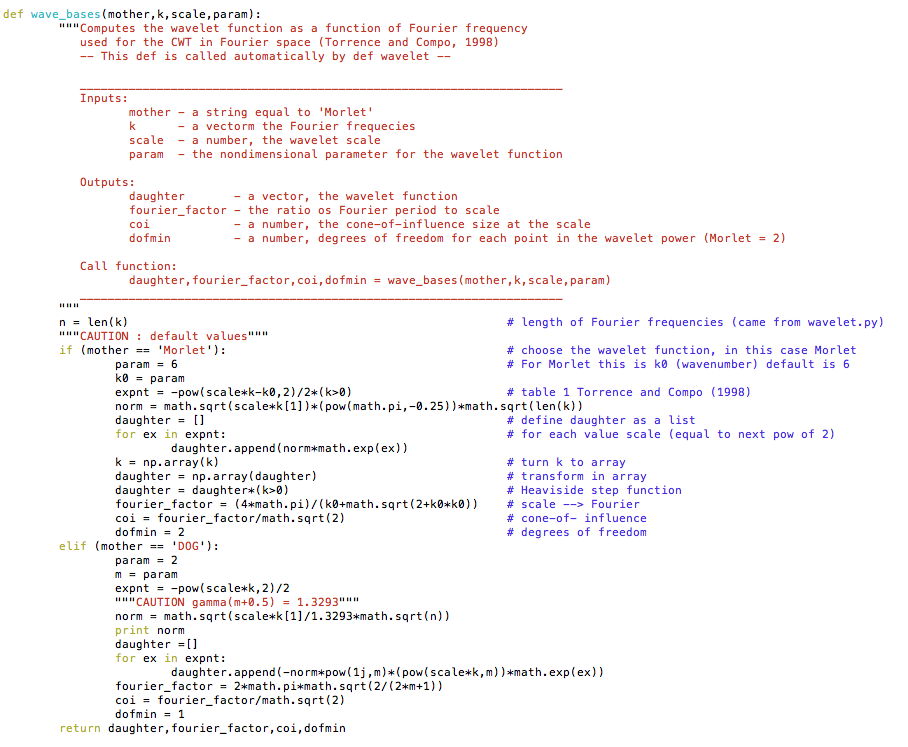 def wave_bases(mother,k,scale,param):
"""Computes the wavelet function as a function of Fourier frequency
used for the CWT in Fourier space (Torrence and Compo, 1998)
-- This def is called automatically by def wavelet --
_____________________________________________________________________
Inputs:
mother - a string equal to 'Morlet'
k      - a vectorm the Fourier frequecies
scale  - a number, the wavelet scale
param  - the nondimensional parameter for the wavelet function
Outputs:
daughter       - a vector, the wavelet function
fourier_factor - the ratio os Fourier period to scale
coi            - a number, the cone-of-influence size at the scale
dofmin         - a number, degrees of freedom for each point in the wavelet power (Morlet = 2)
Call function:
daughter,fourier_factor,coi,dofmin = wave_bases(mother,k,scale,param)
_____________________________________________________________________
"""
n = len(k) # length of Fourier frequencies (came from wavelet.py)
"""CAUTION : default values"""
if (mother == 'Morlet'): # choose the wavelet function, in this case Morlet
param = 6 # For Morlet this is k0 (wavenumber) default is 6
k0 = param
expnt = -pow(scale*k-k0,2)/2*(k>0) # table 1 Torrence and Compo (1998)
norm = math.sqrt(scale*k[1])*(pow(math.pi,-0.25))*math.sqrt(len(k))
daughter = [] # define daughter as a list
for ex in expnt: # for each value scale (equal to next pow of 2)
daughter.append(norm*math.exp(ex))
k = np.array(k) # turn k to array
daughter = np.array(daughter) # transform in array
daughter = daughter*(k>0) # Heaviside step function
fourier_factor = (4*math.pi)/(k0+math.sqrt(2+k0*k0)) # scale --> Fourier
coi = fourier_factor/math.sqrt(2) # cone-of- influence
dofmin = 2 # degrees of freedom
elif (mother == 'DOG'):
param = 2
m = param
expnt = -pow(scale*k,2)/2
"""CAUTION gamma(m+0.5) = 1.3293"""
norm = math.sqrt(scale*k[1]/1.3293*math.sqrt(n))
print norm
daughter =[]
for ex in expnt:
daughter.append(-norm*pow(1j,m)*(pow(scale*k,m))*math.exp(ex))
fourier_factor = 2*math.pi*math.sqrt(2/(2*m+1))
coi = fourier_factor/math.sqrt(2)
dofmin = 1
return daughter,fourier_factor,coi,dofmin